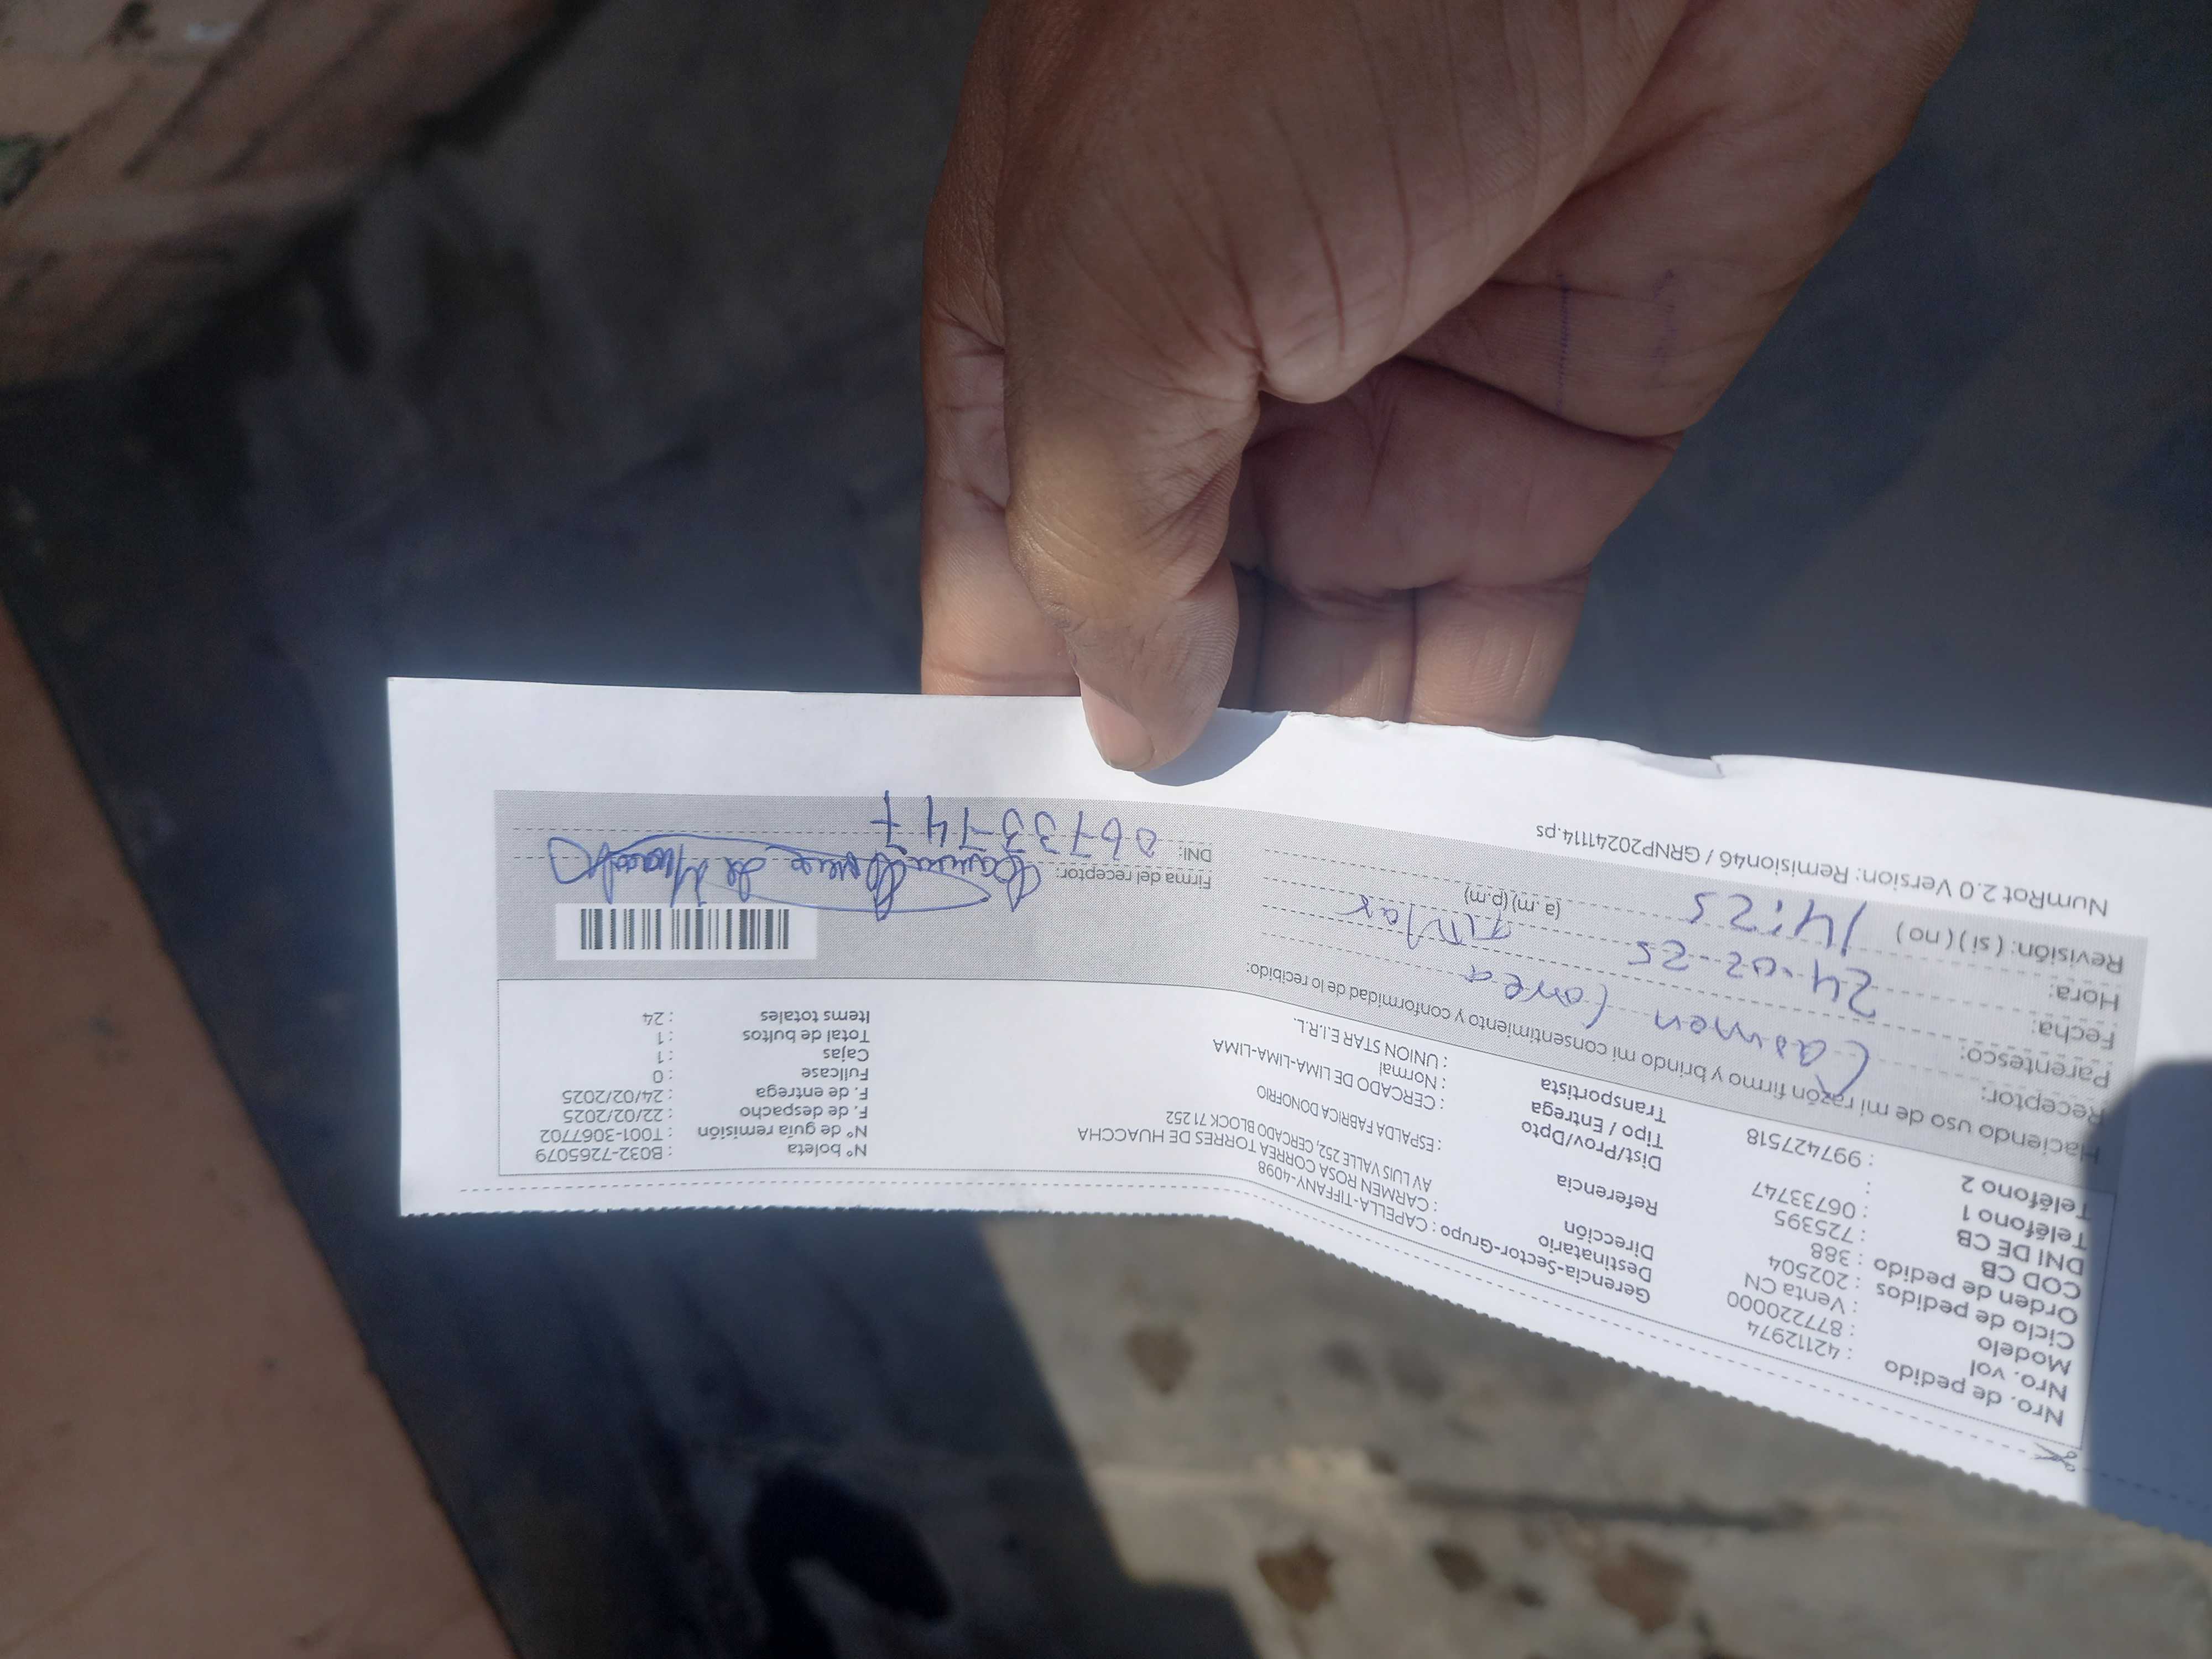 Nro. de pedido : 42112974
Nro. vol : 877220000
Modelo : Venta CN
Ciclo de pedidos : 202504
Orden de pedido : 388
COD CB : 725395
DNI DE CB : 06733747
Teléfono 1 :
Teléfono 2 : 997427518
Gerencia-Sector-Grupo : CAPELLA-TIFFANY-4098
Destinatario : CARMEN ROSA CORREA TORRES DE HUACCHA
Dirección AV LUIS VALLE 252, CERCADO BLOCK 71 252
Referencia : ESPALDA FABRICA DONOFRIO
Dist/Prov/Dpto : CERCADO DE LIMA-LIMA-LIMA
Tipo / Entrega : Normal
Transportista : UNION STAR E.I.R.L.
N° boleta : B032-7265079
N° de guía remisión : T001-3067702
F. de despacho : 22/02/2025
F. de entrega : 24/02/2025
Fullcase : 0
Cajas : 1
Total de bultos : 1
Items totales : 24
Haciendo uso de mi razón firmo y brindo mi consentimiento y conformidad de lo recibido:
Receptor: Carmen Correa
Parentesco:
Fecha: 24-02-25
Hora: 14:25 (a.m) (p.m)
Revisión: (si) (no)
Firma del receptor:
DNI: 06733747
NumRot 2.0 Version: Remision46 / GRNP20241114.ps